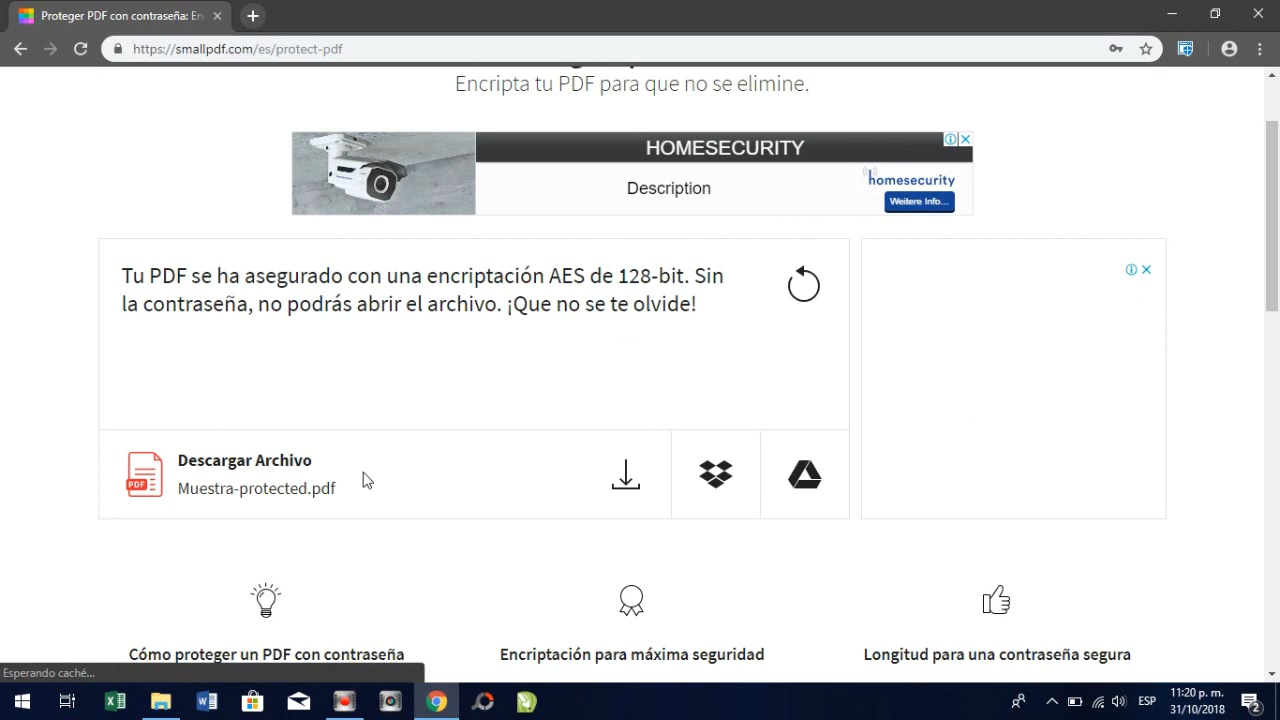 Proteger PDF con contraseña: En
https://smallpdf.com/es/protect-pdf
Encripta tu PDF para que no se elimine.
HOMESECURITY
Description
homesecurity
Weitere Info...
Tu PDF se ha asegurado con una encriptación AES de 128-bit. Sin
la contraseña, no podrás abrir el archivo. ¡Que no se te olvide!
Descargar Archivo
PDF
Muestra-protected.pdf
Cómo proteger un PDF con contraseña
Encriptación para máxima seguridad
Longitud para una contraseña segura
Esperando caché...
ESP
11:20 p. m.
31/10/2018
2